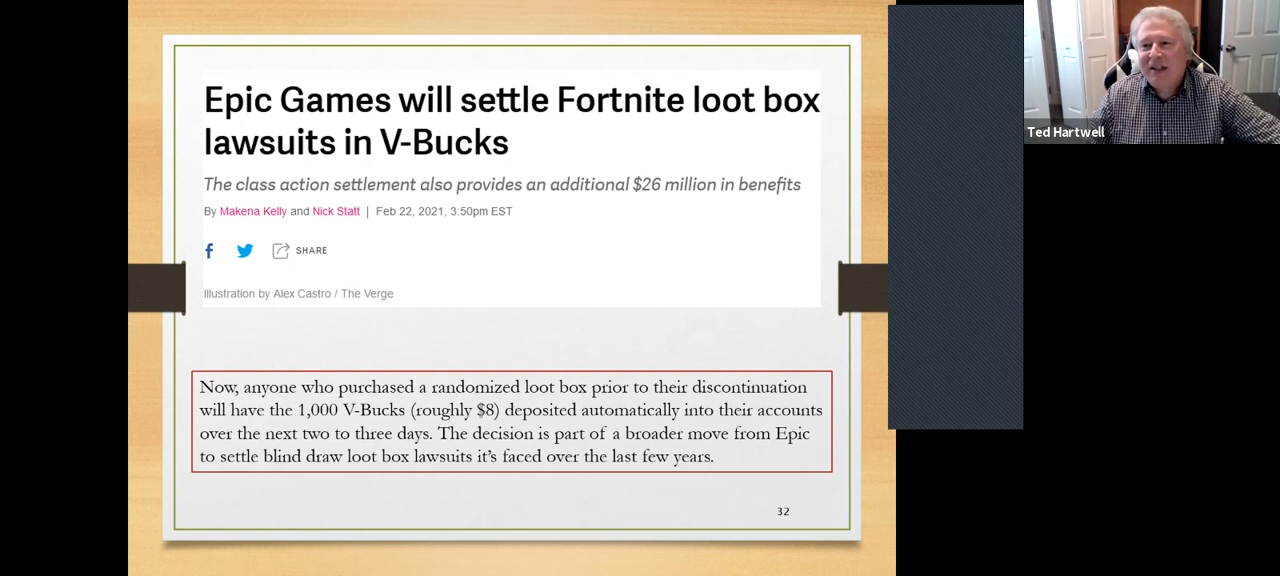 Epic Games will settle Fortnite loot box
lawsuits in V-Bucks
The class action settlement also provides an additional $26 million in benefits
By Makena Kelly and Nick Statt | Feb 22, 2021, 3:50pm EST
SHARE
Illustration by Alex Castro / The Verge
Now, anyone who purchased a randomized loot box prior to their discontinuation
will have the 1,000 V-Bucks (roughly $8) deposited automatically into their accounts
over the next two to three days. The decision is part of a broader move from Epic
to settle blind draw loot box lawsuits it's faced over the last few years.
32
Ted Hartwell